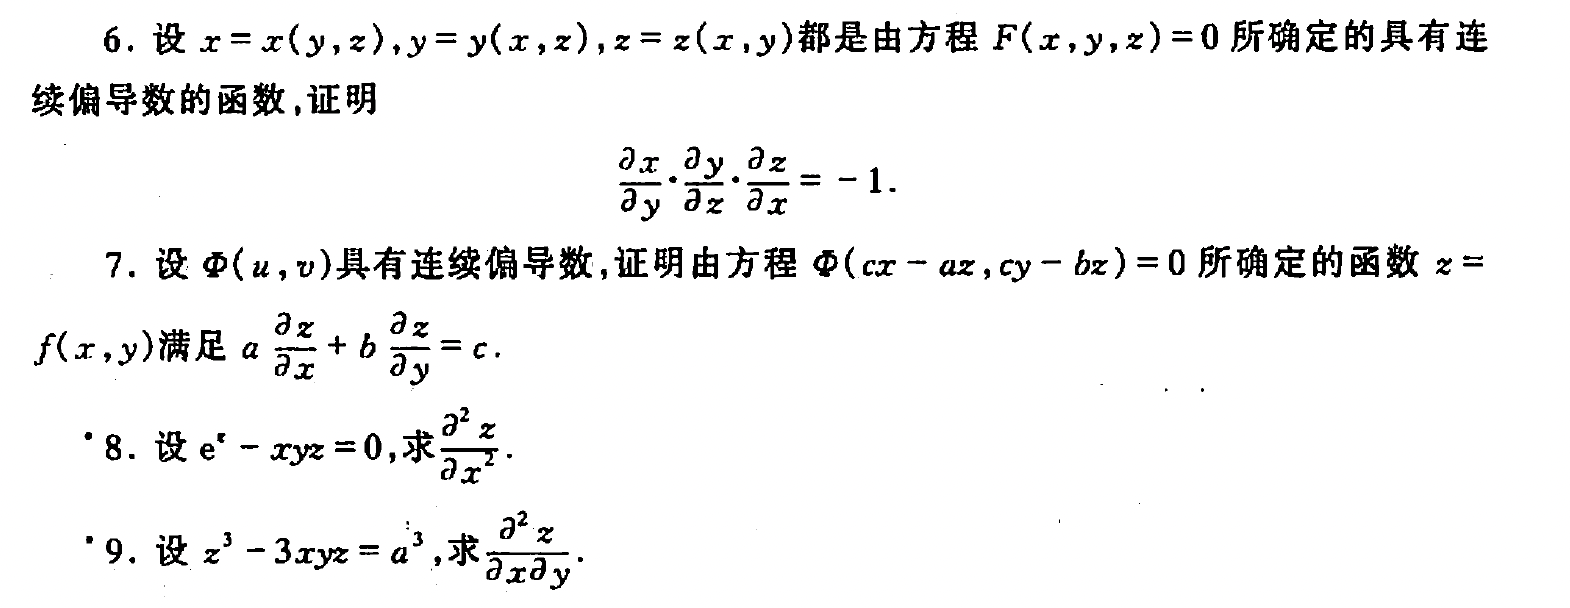 6. 设 x = x(y,z), y = y(x,z), z = z(x,y)都是由方程 F(x,y,z) = 0 所确定的具有连
续偏导数的函数,证明
∂x/∂y · ∂y/∂z · ∂z/∂x = -1.
7. 设 Φ(u,v)具有连续偏导数,证明由方程 Φ(cx - az, cy - bz) = 0 所确定的函数 z =
f(x,y)满足 a ∂z/∂x + b ∂z/∂y = c.
*8. 设 e^z - xyz = 0,求 ∂²z/∂x².
*9. 设 z³ - 3xyz = a³,求 ∂²z/∂x∂y.